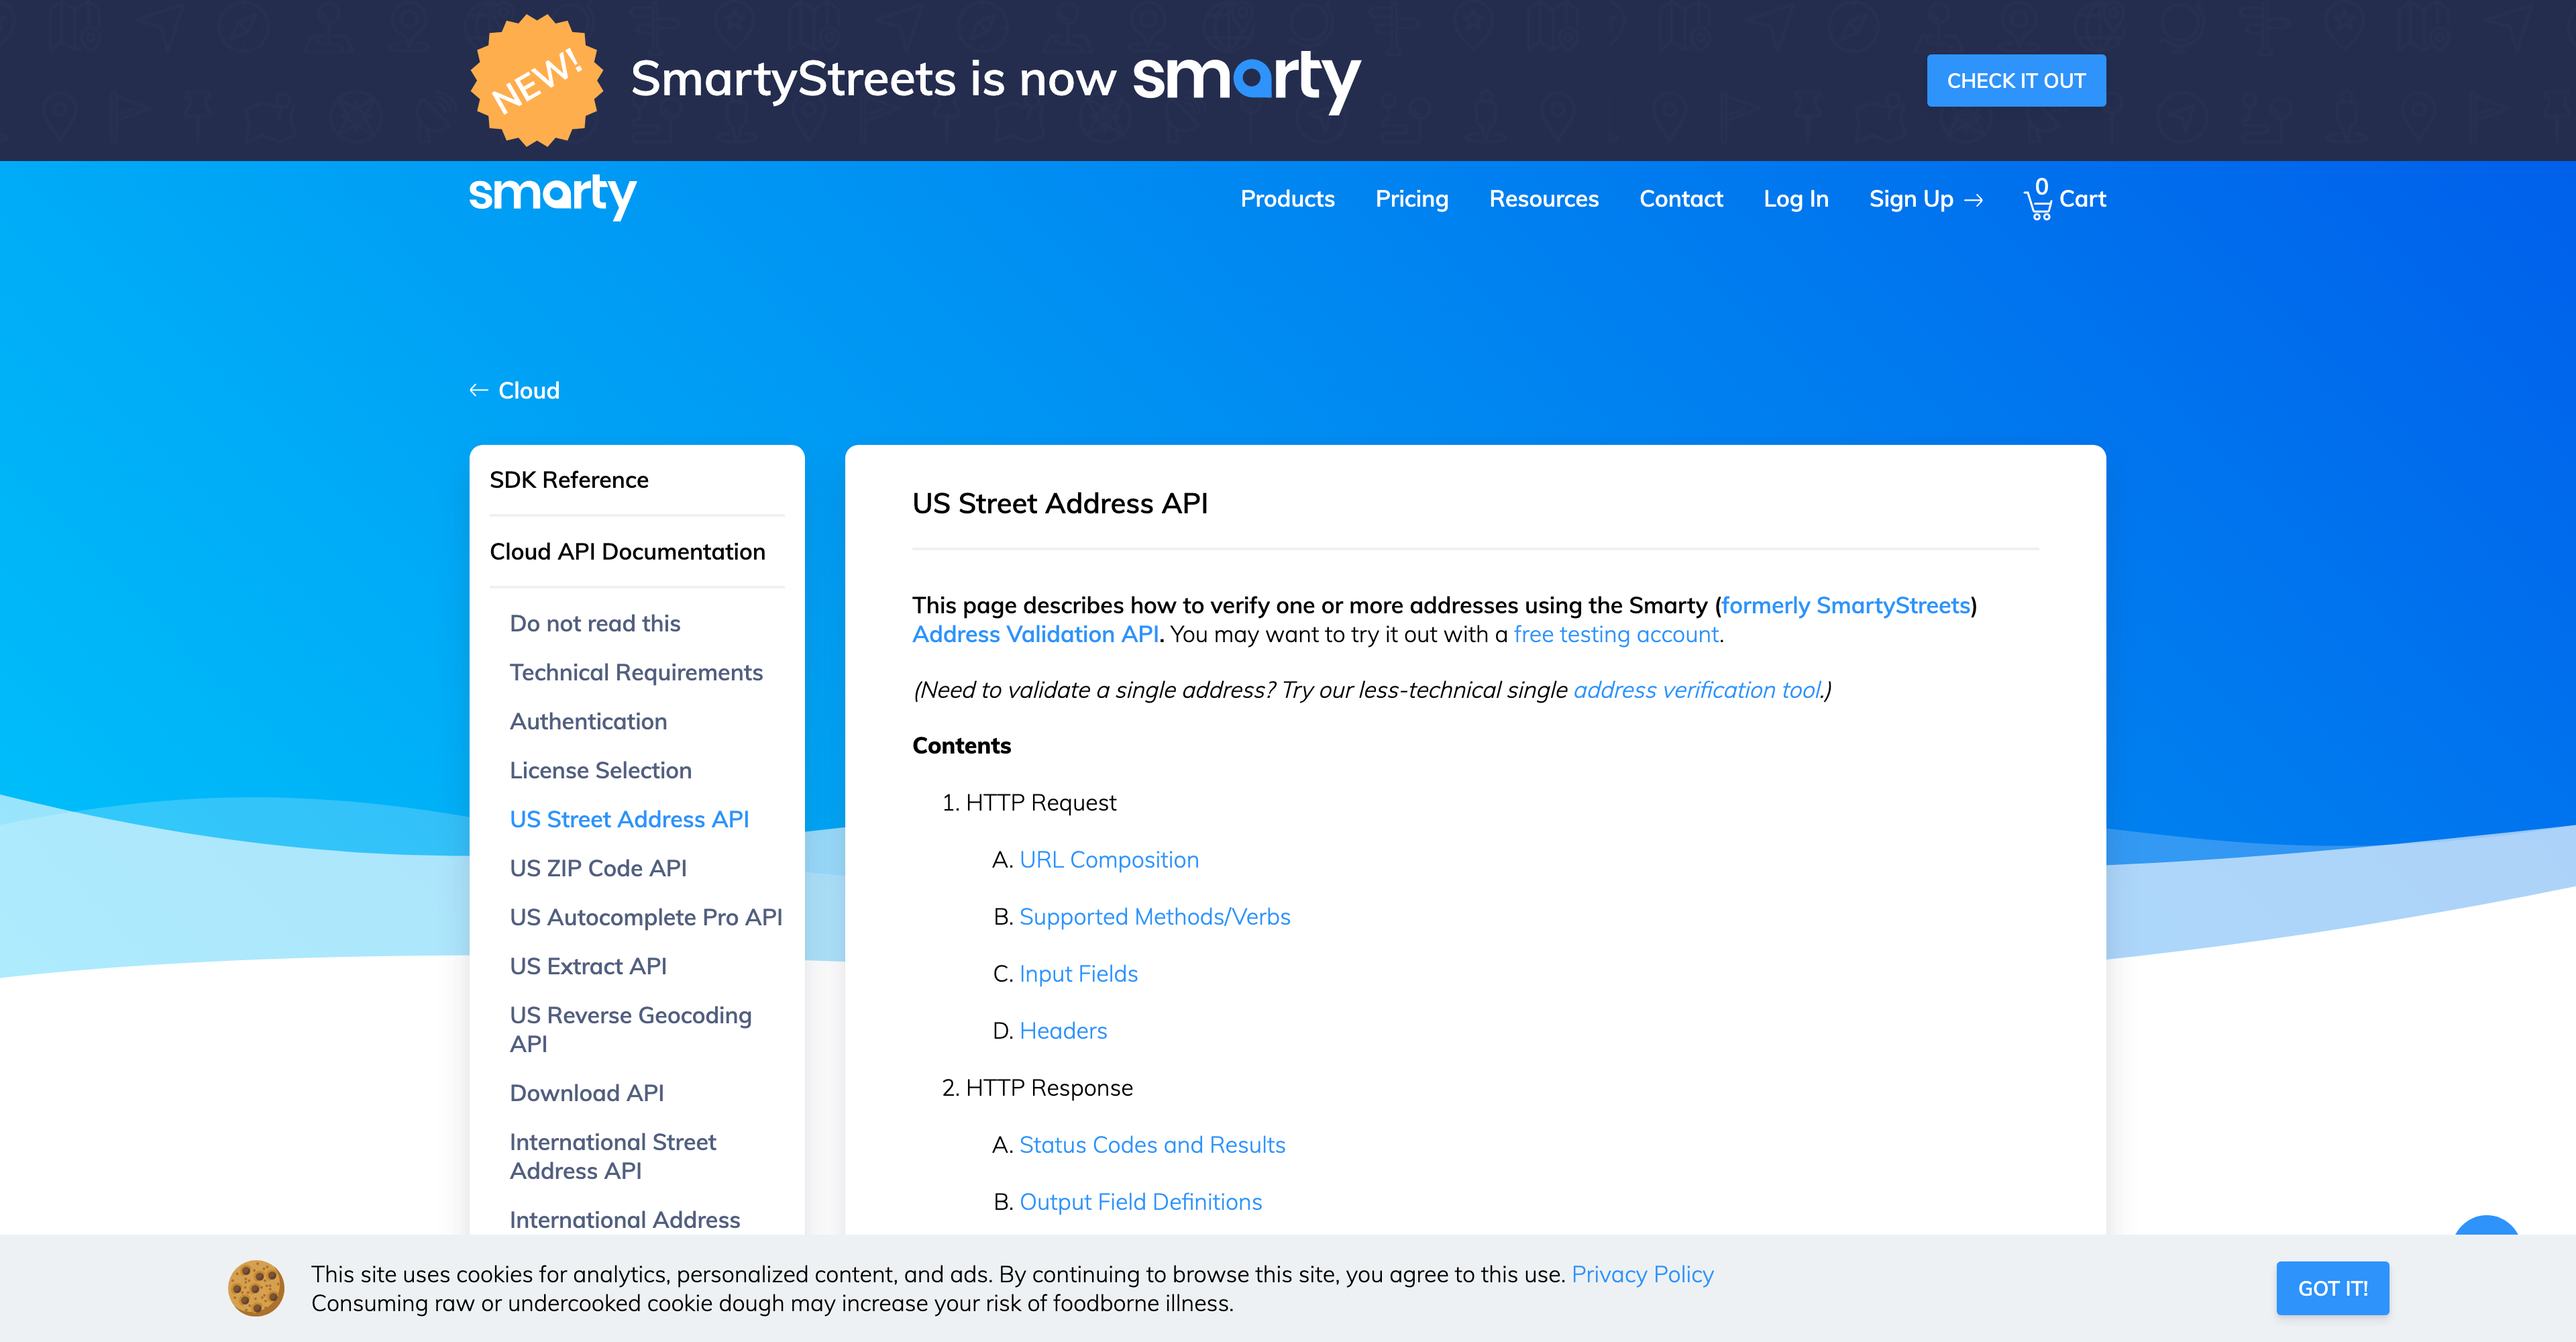 NEW!
SmartyStreets is now smarty
CHECK IT OUT
smarty
Products
Pricing
Resources
Contact
Log In
Sign Up →
0
Cart
← Cloud
SDK Reference
Cloud API Documentation
Do not read this
Technical Requirements
Authentication
License Selection
US Street Address API
US ZIP Code API
US Autocomplete Pro API
US Extract API
US Reverse Geocoding
API
Download API
International Street
Address API
International Address
US Street Address API
This page describes how to verify one or more addresses using the Smarty (formerly SmartyStreets)
Address Validation API. You may want to try it out with a free testing account.
(Need to validate a single address? Try our less-technical single address verification tool.)
Contents
1. HTTP Request
A. URL Composition
B. Supported Methods/Verbs
C. Input Fields
D. Headers
2. HTTP Response
A. Status Codes and Results
B. Output Field Definitions
This site uses cookies for analytics, personalized content, and ads. By continuing to browse this site, you agree to this use. Privacy Policy
Consuming raw or undercooked cookie dough may increase your risk of foodborne illness.
GOT IT!